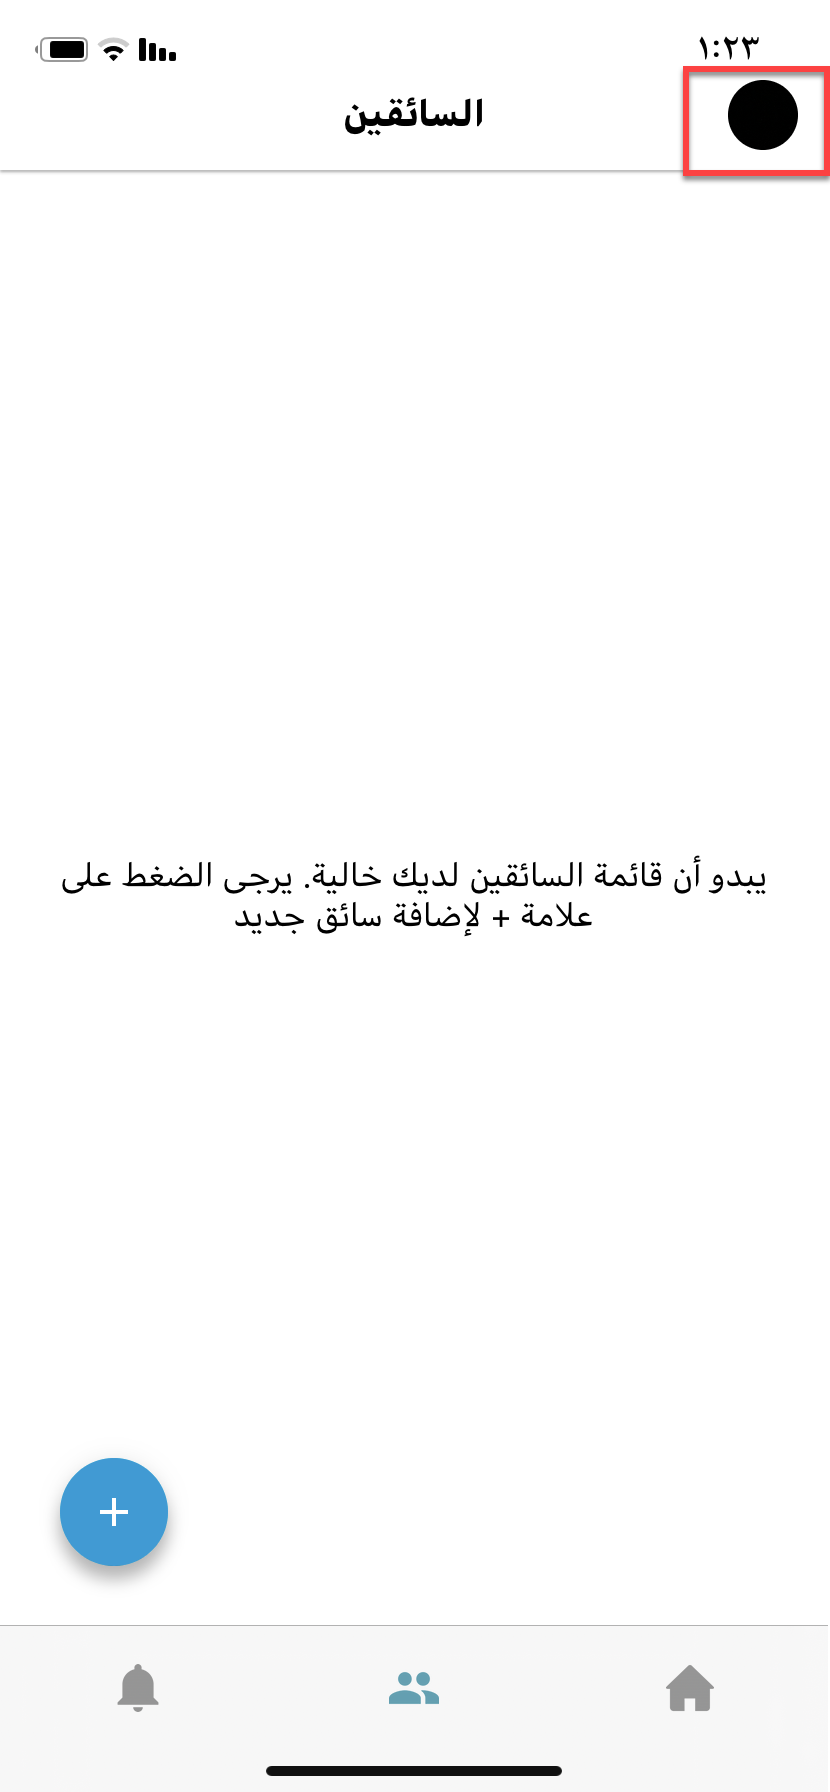 ١:٢٣
السائقين
يبدو أن قائمة السائقين لديك خالية. يرجى الضغط على
علامة + لإضافة سائق جديد
+